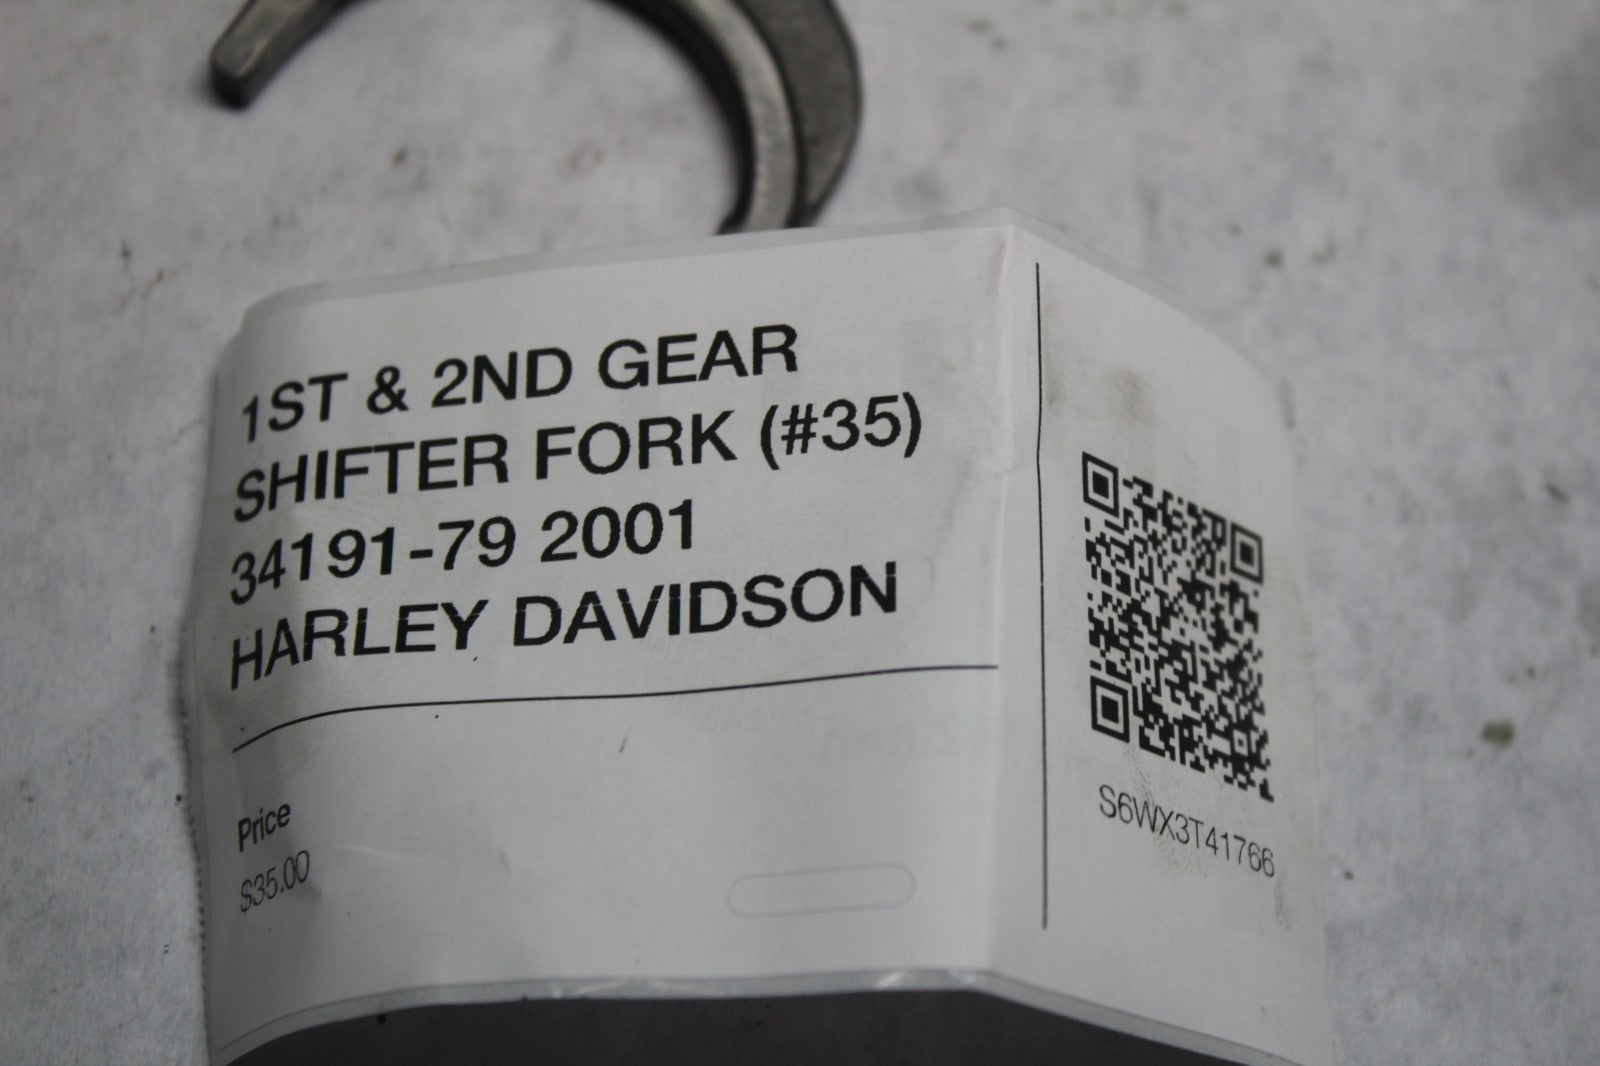 1ST & 2ND GEAR
SHIFTER FORK (#35)
34191-79 2001
HARLEY DAVIDSON
Price
$35.00
S6WX3T41766